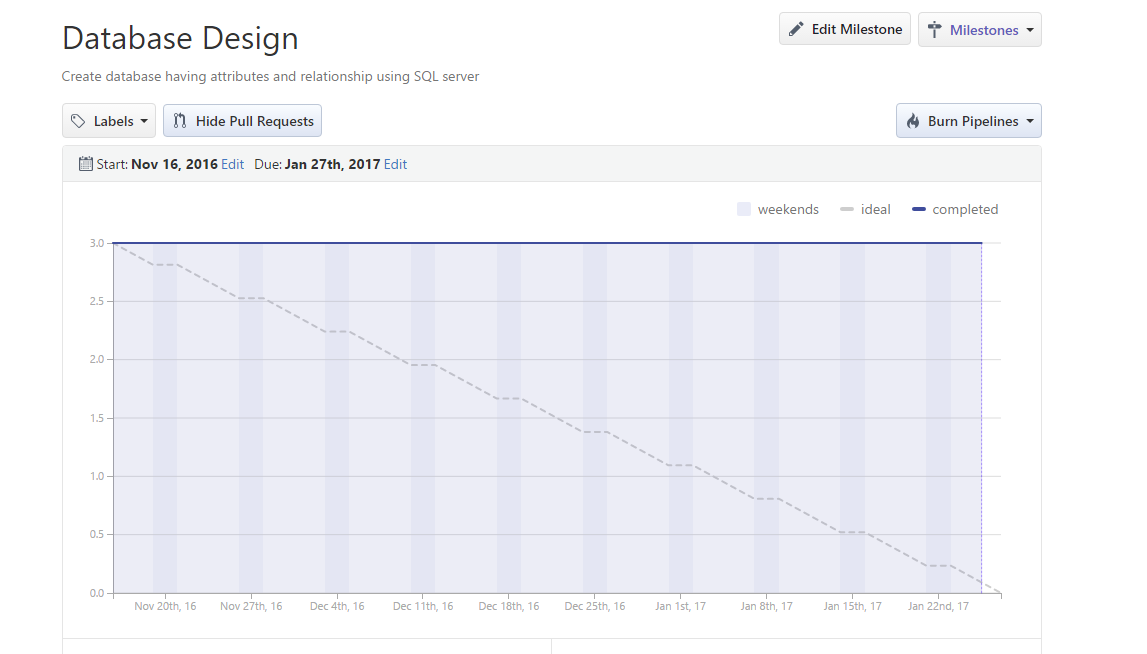 Database Design
Edit Milestone
Milestones
Create database having attributes and relationship using SQL server
Labels
Hide Pull Requests
Burn Pipelines
Start: Nov 16, 2016 Edit Due: Jan 27th, 2017 Edit
weekends ideal completed
3.0
2.5
2.0
1.5
1.0
0.5
0.0
Nov 20th, 16 Nov 27th, 16 Dec 4th, 16 Dec 11th, 16 Dec 18th, 16 Dec 25th, 16 Jan 1st, 17 Jan 8th, 17 Jan 15th, 17 Jan 22nd, 17